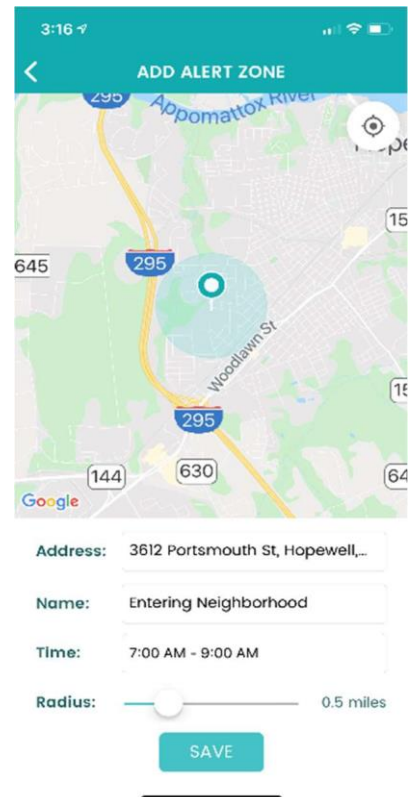 3:16
ADD ALERT ZONE
295
Appomattox River
15
645
295
Woodlawn St
295
144
630
64
Google
Address: 3612 Portsmouth St, Hopewell,...
Name: Entering Neighborhood
Time: 7:00 AM - 9:00 AM
Radius: 0.5 miles
SAVE